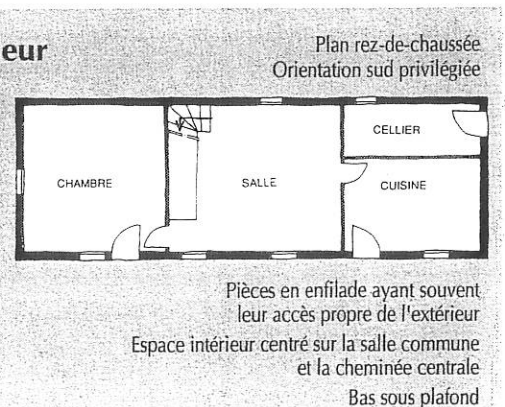 eur
Plan rez-de-chaussée
Orientation sud privilégiée
CELLIER
CHAMBRE
SALLE
CUISINE
Pièces en enfilade ayant souvent
leur accès propre de l'extérieur
Espace intérieur centré sur la salle commune
et la cheminée centrale
Bas sous plafond